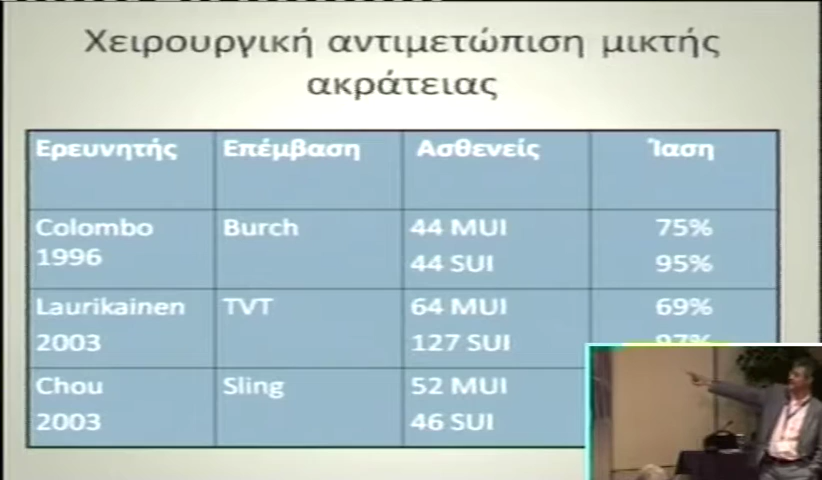 Χειρουργική αντιμετώπιση μικτής
ακράτειας
Ερευνητής Επέμβαση Ασθενείς Ίαση
Colombo 1996 Burch 44 MUI 75%
44 SUI 95%
Laurikainen TVT 64 MUI 69%
2003 127 SUI 97%
Chou Sling 52 MUI
2003 46 SUI